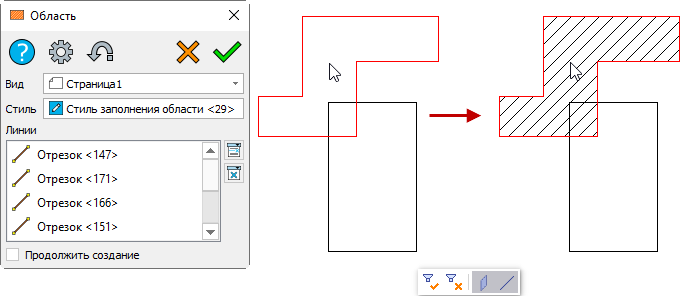 Область
Вид
Страница1
Стиль
Стиль заполнения области <29>
Линии
Отрезок <147>
Отрезок <171>
Отрезок <166>
Отрезок <151>
Продолжить создание